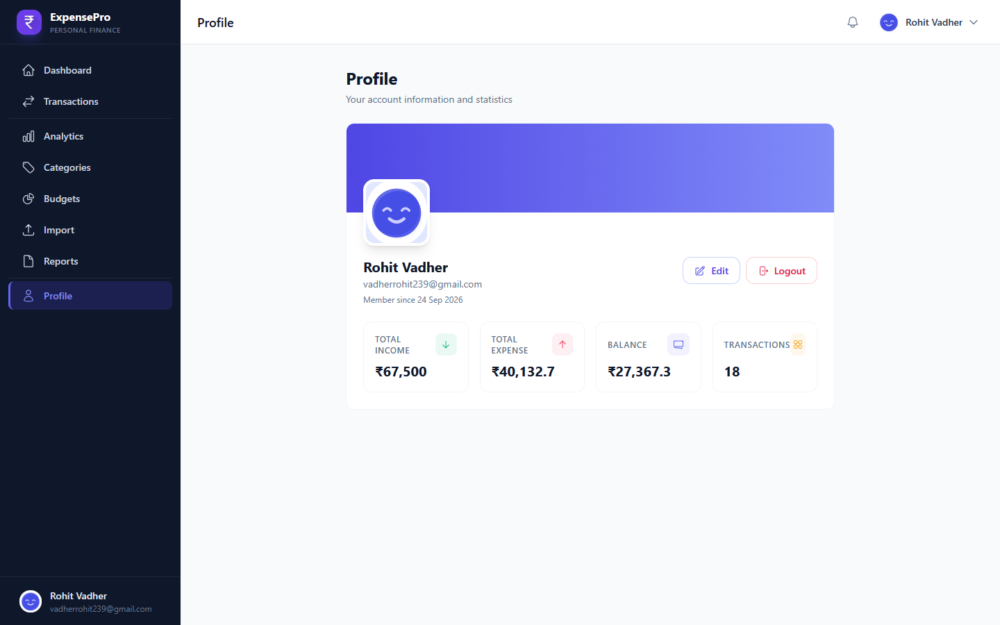 ₹
ExpensePro
PERSONAL FINANCE
Dashboard
Transactions
Analytics
Categories
Budgets
Import
Reports
Profile
Rohit Vadher
vadherrohit239@gmail.com
Profile
Rohit Vadher
Profile
Your account information and statistics
Rohit Vadher
vadherrohit239@gmail.com
Member since 24 Sep 2026
Edit
Logout
TOTAL
INCOME
₹67,500
TOTAL
EXPENSE
₹40,132.7
BALANCE
₹27,367.3
TRANSACTIONS
18